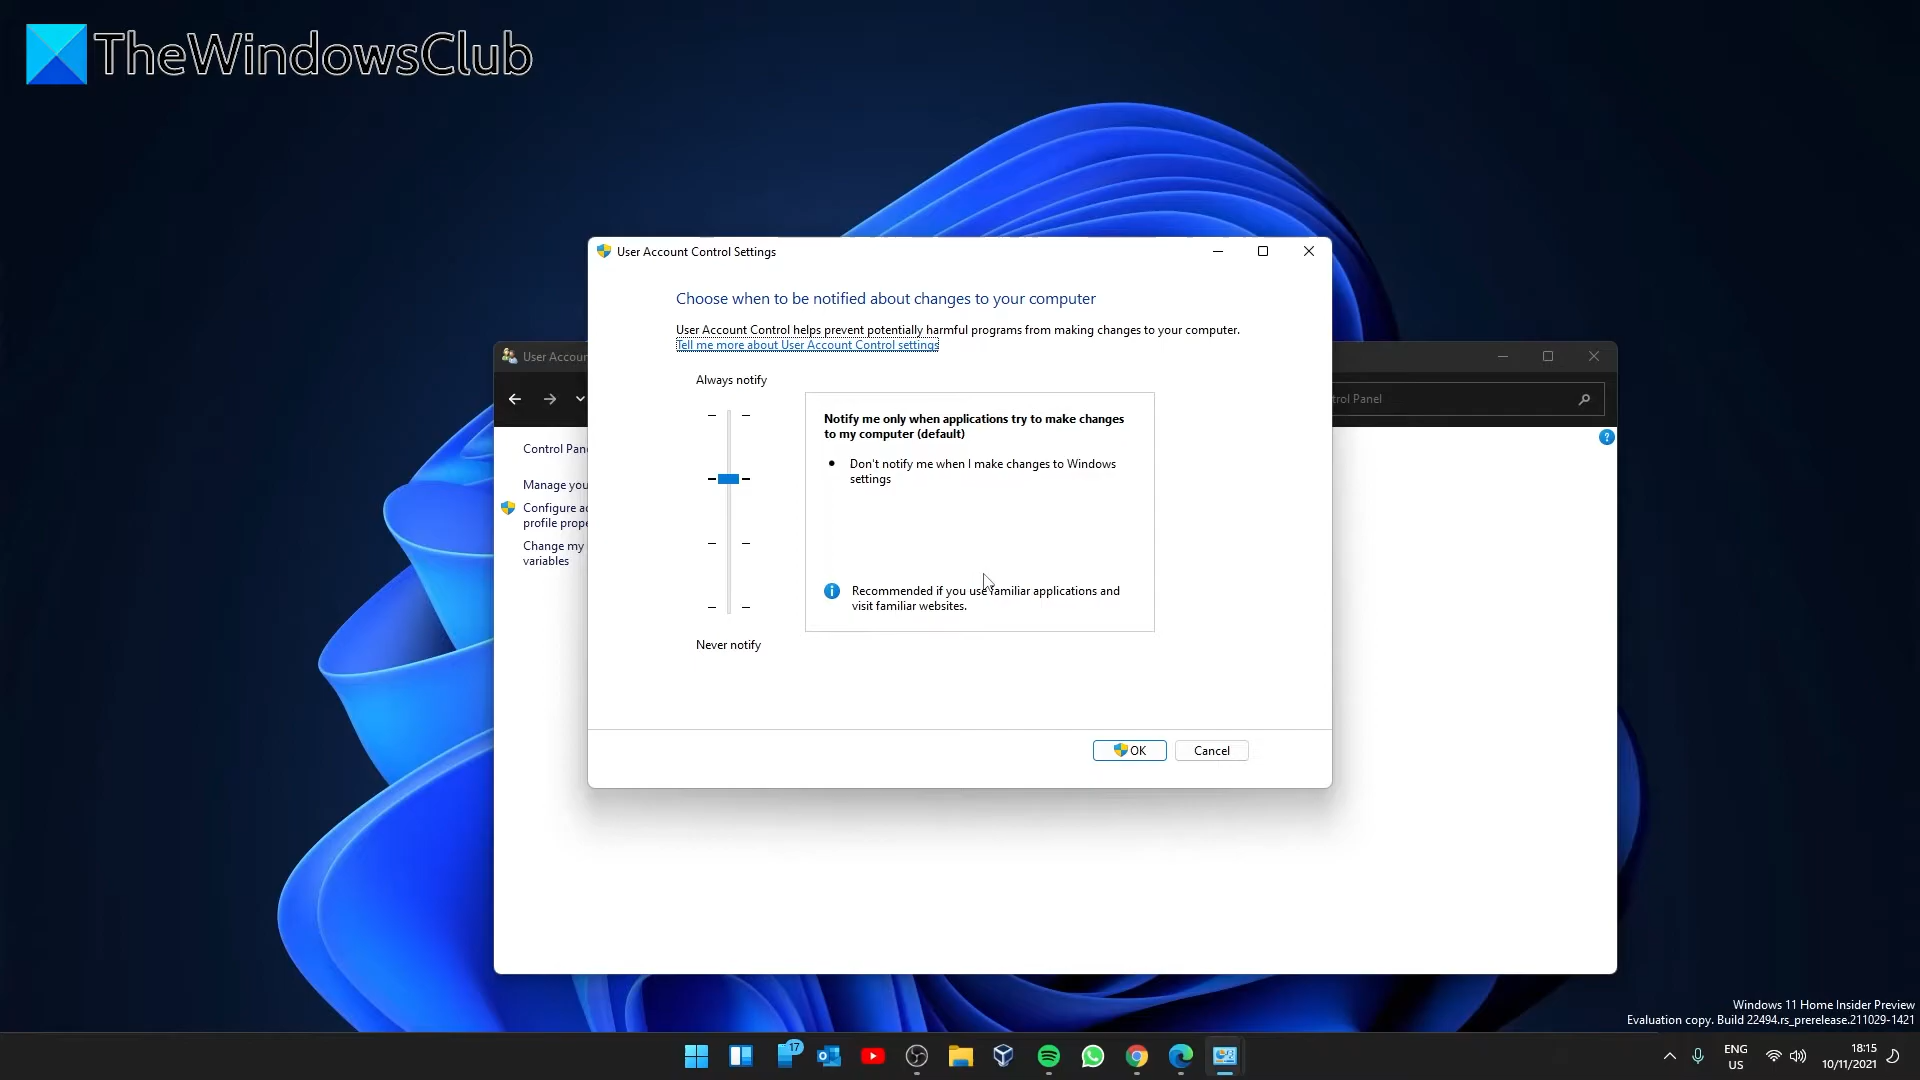 TheWindowsClub
User Account Control Settings
Choose when to be notified about changes to your computer
User Account Control helps prevent potentially harmful programs from making changes to your computer.
Tell me more about User Account Control settings
Always notify
Notify me only when applications try to make changes
to my computer (default)
Don't notify me when I make changes to Windows
settings
Recommended if you use familiar applications and
visit familiar websites.
Never notify
OK
Cancel
User Accoun
trol Panel
Control Pan
Manage you
Configure ad
profile prope
Change my
variables
Windows 11 Home Insider Preview
Evaluation copy. Build 22494.rs_prerelease.211029-1421
17
ENG
US
18:15
10/11/2021